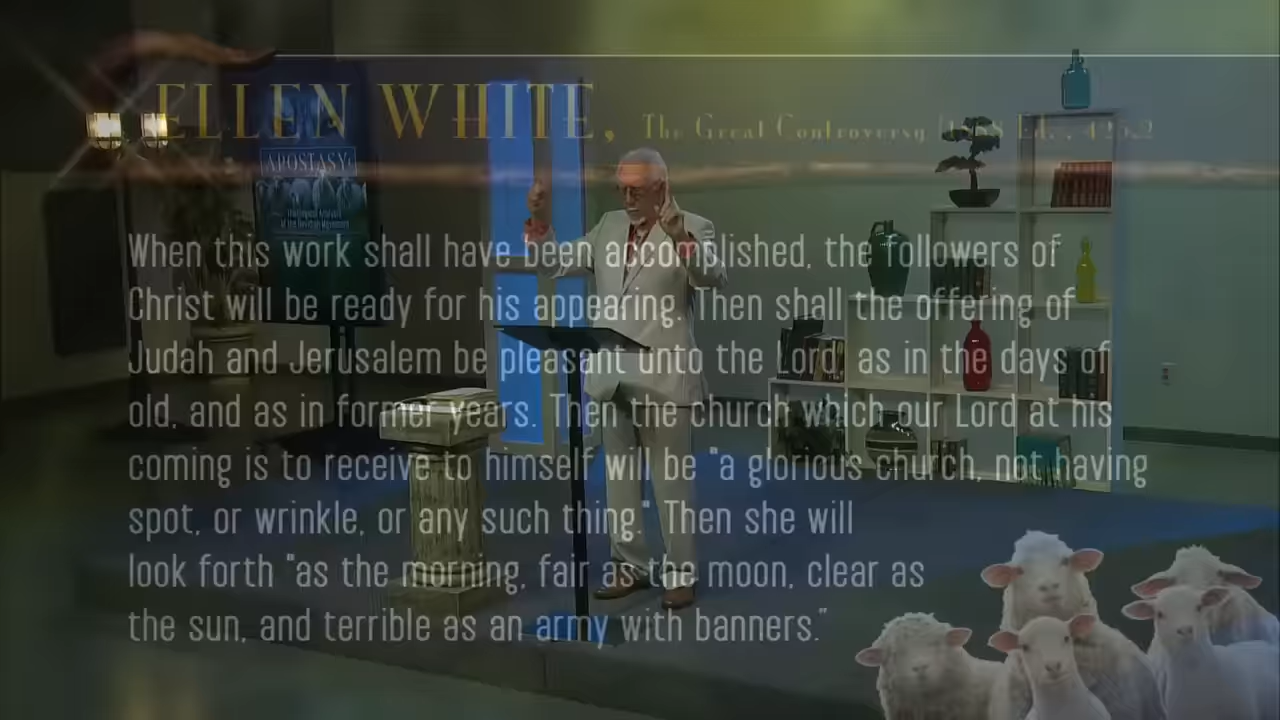 ELLEN WHITE, The Great Controversy
APOSTASY:
When this work shall have been accomplished, the followers of
Christ will be ready for his appearing. Then shall the offering of
Judah and Jerusalem be pleasant unto the Lord, as in the days of
old, and as in former years. Then the church which our Lord at his
coming is to receive to himself will be "a glorious church, not having
spot, or wrinkle, or any such thing." Then she will
look forth "as the morning, fair as the moon, clear as
the sun, and terrible as an army with banners."